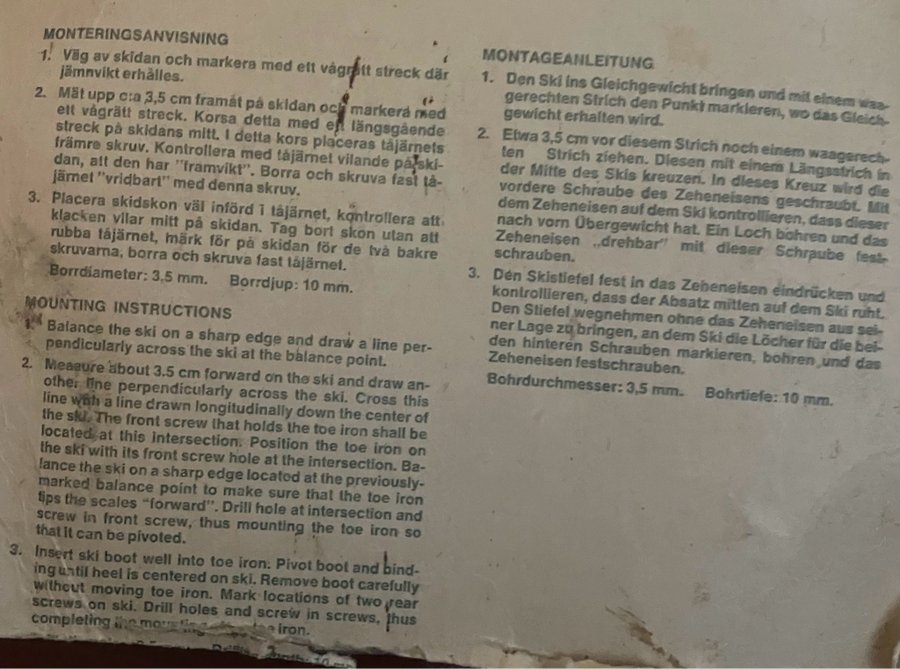 MONTERINGSANVISNING
1. Väg av skidan och markera med ett vågrätt streck där
jämnvikt erhålles.
2. Mät upp c:a 3,5 cm framåt på skidan och markera med
ett vågrätt streck. Korsa detta med ett längsgående
streck på skidans mitt. I detta kors placeras tåjärnets
främre skruv. Kontrollera med tåjärnet vilande på ski-
dan, att den har "framvikt". Borra och skruva fast tå-
järnet "vridbart" med denna skruv.
3. Placera skidskon väl införd i tåjärnet, kontrollera att
klacken vilar mitt på skidan. Tag bort skon utan att
rubba tåjärnet, märk för på skidan för de två bakre
skruvarna, borra och skruva fast tåjärnet.
Borrdiameter: 3,5 mm. Borrdjup: 10 mm.
MOUNTING INSTRUCTIONS
1. Balance the ski on a sharp edge and draw a line per-
pendicularly across the ski at the balance point.
2. Measure about 3.5 cm forward on the ski and draw an-
other line perpendicularly across the ski. Cross this
line with a line drawn longitudinally down the center of
the ski. The front screw that holds the toe iron shall be
located at this intersection. Position the toe iron on
the ski with its front screw hole at the intersection. Ba-
lance the ski on a sharp edge located at the previously-
marked balance point to make sure that the toe iron
tips the scales "forward". Drill hole at intersection and
screw in front screw, thus mounting the toe iron so
that it can be pivoted.
3. Insert ski boot well into toe iron. Pivot boot and bind-
ing until heel is centered on ski. Remove boot carefully
without moving toe iron. Mark locations of two rear
screws on ski. Drill holes and screw in screws, thus
completing the iron.
MONTAGEANLEITUNG
1. Den Ski ins Gleichgewicht bringen und mit einem waa-
gerechten Strich den Punkt markieren, wo das Gleich-
gewicht erhalten wird.
2. Etwa 3,5 cm vor diesem Strich noch einem waagerech-
ten Strich ziehen. Diesen mit einem Längsstrich in
der Mitte des Skis kreuzen. In dieses Kreuz wird die
vordere Schraube des Zeheneisens geschraubt. Mit
dem Zeheneisen auf dem Ski kontrollieren, dass dieser
nach vorn Übergewicht hat. Ein Loch bohren und das
Zeheneisen „drehbar" mit dieser Schraube fest-
schrauben.
3. Den Skistiefel fest in das Zeheneisen eindrücken und
kontrollieren, dass der Absatz mitten auf dem Ski ruht.
Den Stiefel wegnehmen ohne das Zeheneisen aus sei-
ner Lage zu bringen, an dem Ski die Löcher für die bei-
den hinteren Schrauben markieren, bohren und das
Zeheneisen festschrauben.
Bohrdurchmesser: 3,5 mm. Bohrtiefe: 10 mm.